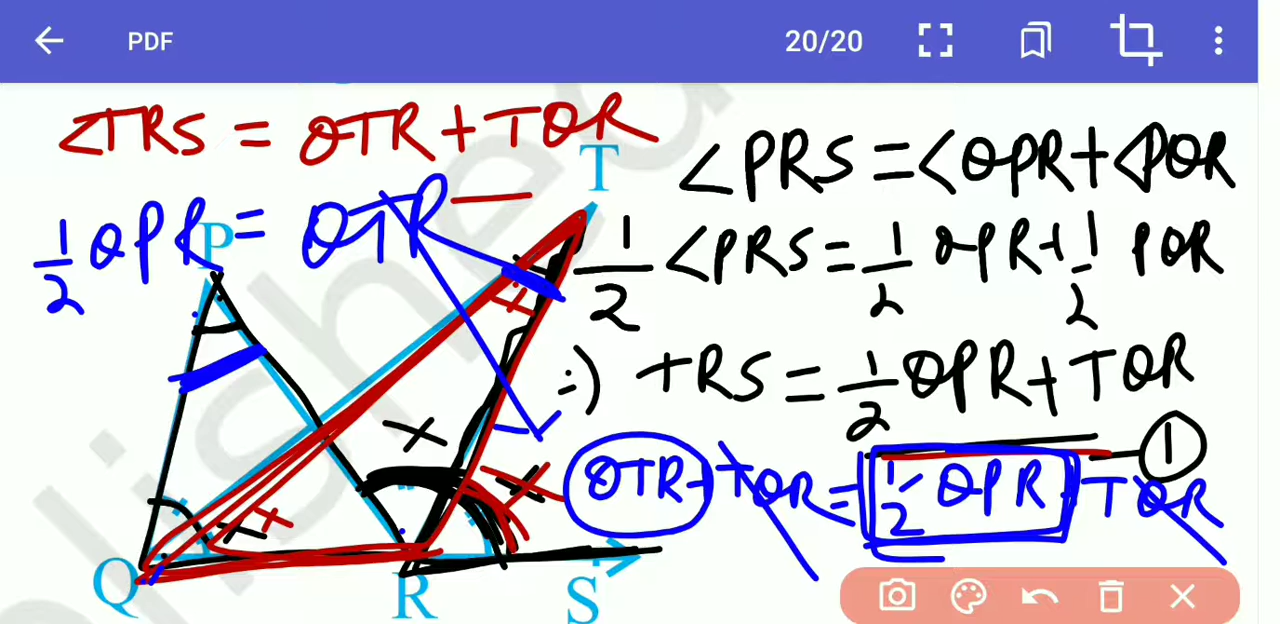 PDF
20/20
∠TRS = QTR + TQR
∠PRS = ∠QPR + ∠PQR
1/2 QPR = QTR
1/2 ∠PRS = 1/2 QPR + 1/2 PQR
T
P
TRS = 1/2 QPR + TQR
1
QTR + TQR = 1/2 QPR + TQR
Q R S